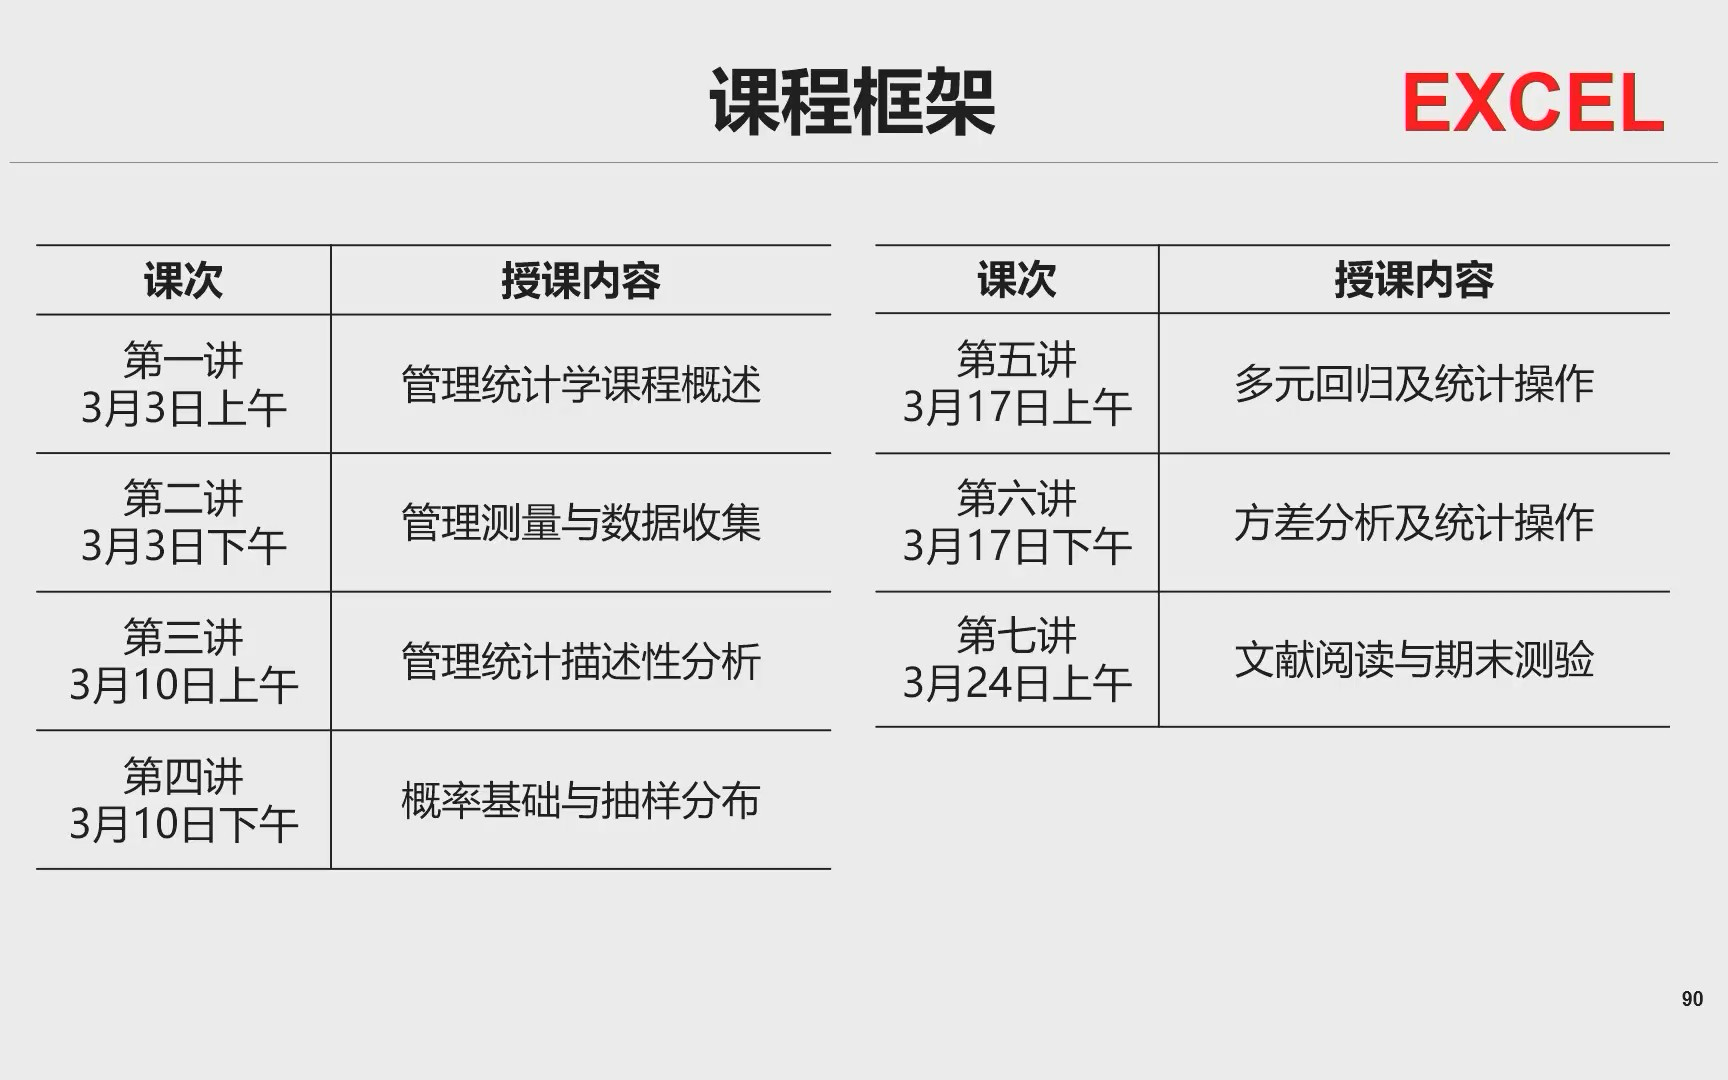 课程框架
EXCEL
课次 授课内容
第一讲
3月3日上午
管理统计学课程概述
第二讲
3月3日下午
管理测量与数据收集
第三讲
3月10日上午
管理统计描述性分析
第四讲
3月10日下午
概率基础与抽样分布
课次 授课内容
第五讲
3月17日上午
多元回归及统计操作
第六讲
3月17日下午
方差分析及统计操作
第七讲
3月24日上午
文献阅读与期末测验
90